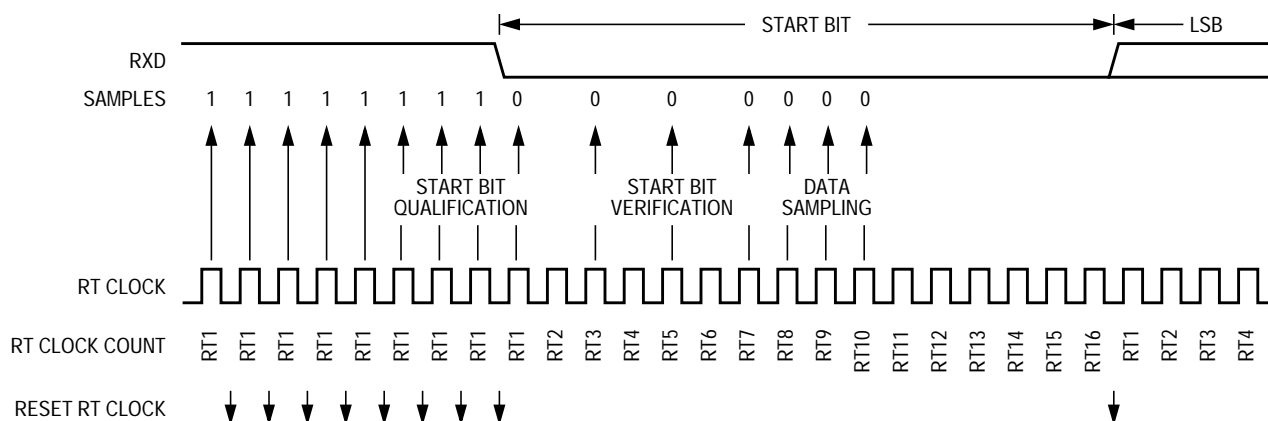 START BIT LSB
RXD
SAMPLES 1 1 1 1 1 1 1 1 0 0 0 0 0 0 0
START BIT QUALIFICATION
START BIT VERIFICATION
DATA SAMPLING
RT CLOCK
RT CLOCK COUNT RT1 RT1 RT1 RT1 RT1 RT1 RT1 RT1 RT1 RT2 RT3 RT4 RT5 RT6 RT7 RT8 RT9 RT10 RT11 RT12 RT13 RT14 RT15 RT16 RT1 RT2 RT3 RT4
RESET RT CLOCK